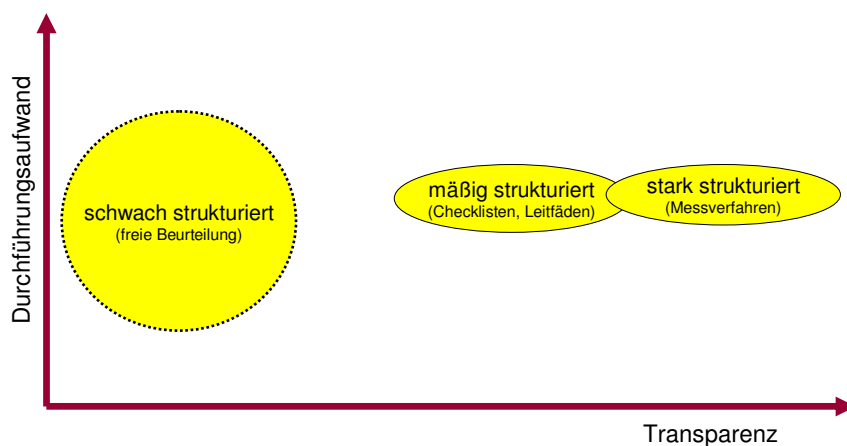 Durchführungsaufwand
schwach strukturiert
(freie Beurteilung)
mäßig strukturiert
(Checklisten, Leitfäden)
stark strukturiert
(Messverfahren)
Transparenz